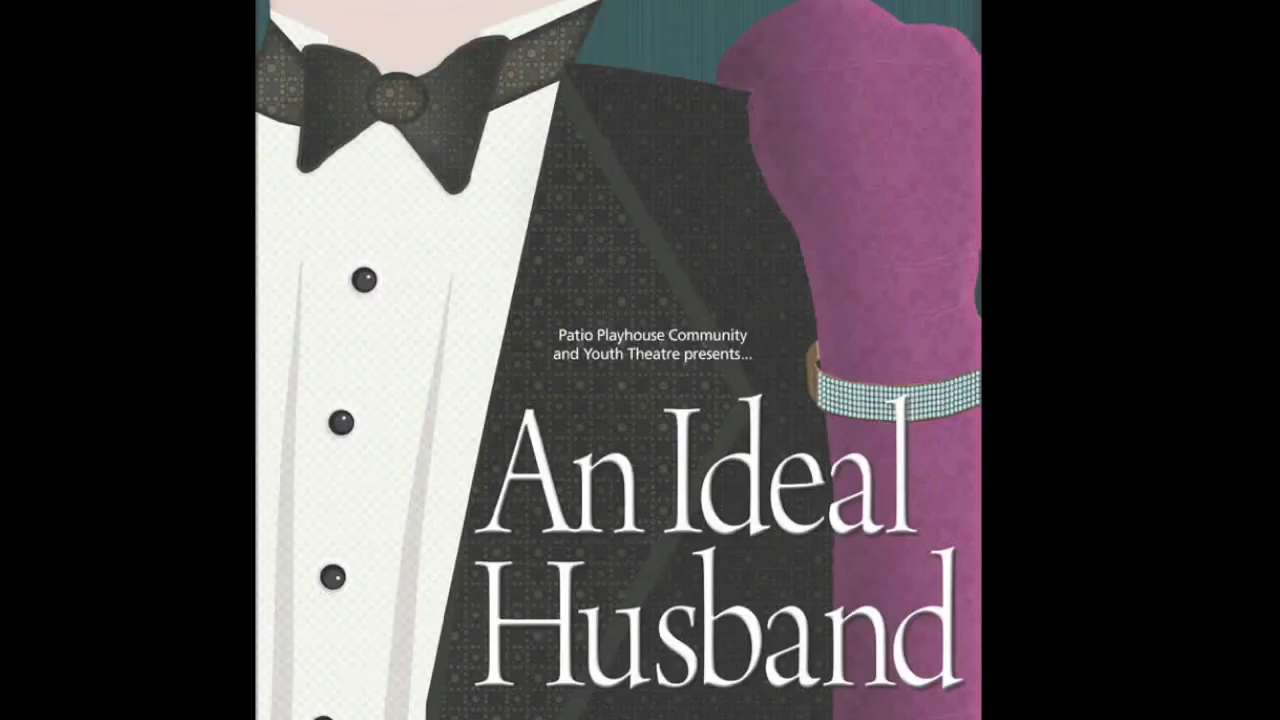 Patio Playhouse Community
and Youth Theatre presents...
An Ideal
Husband